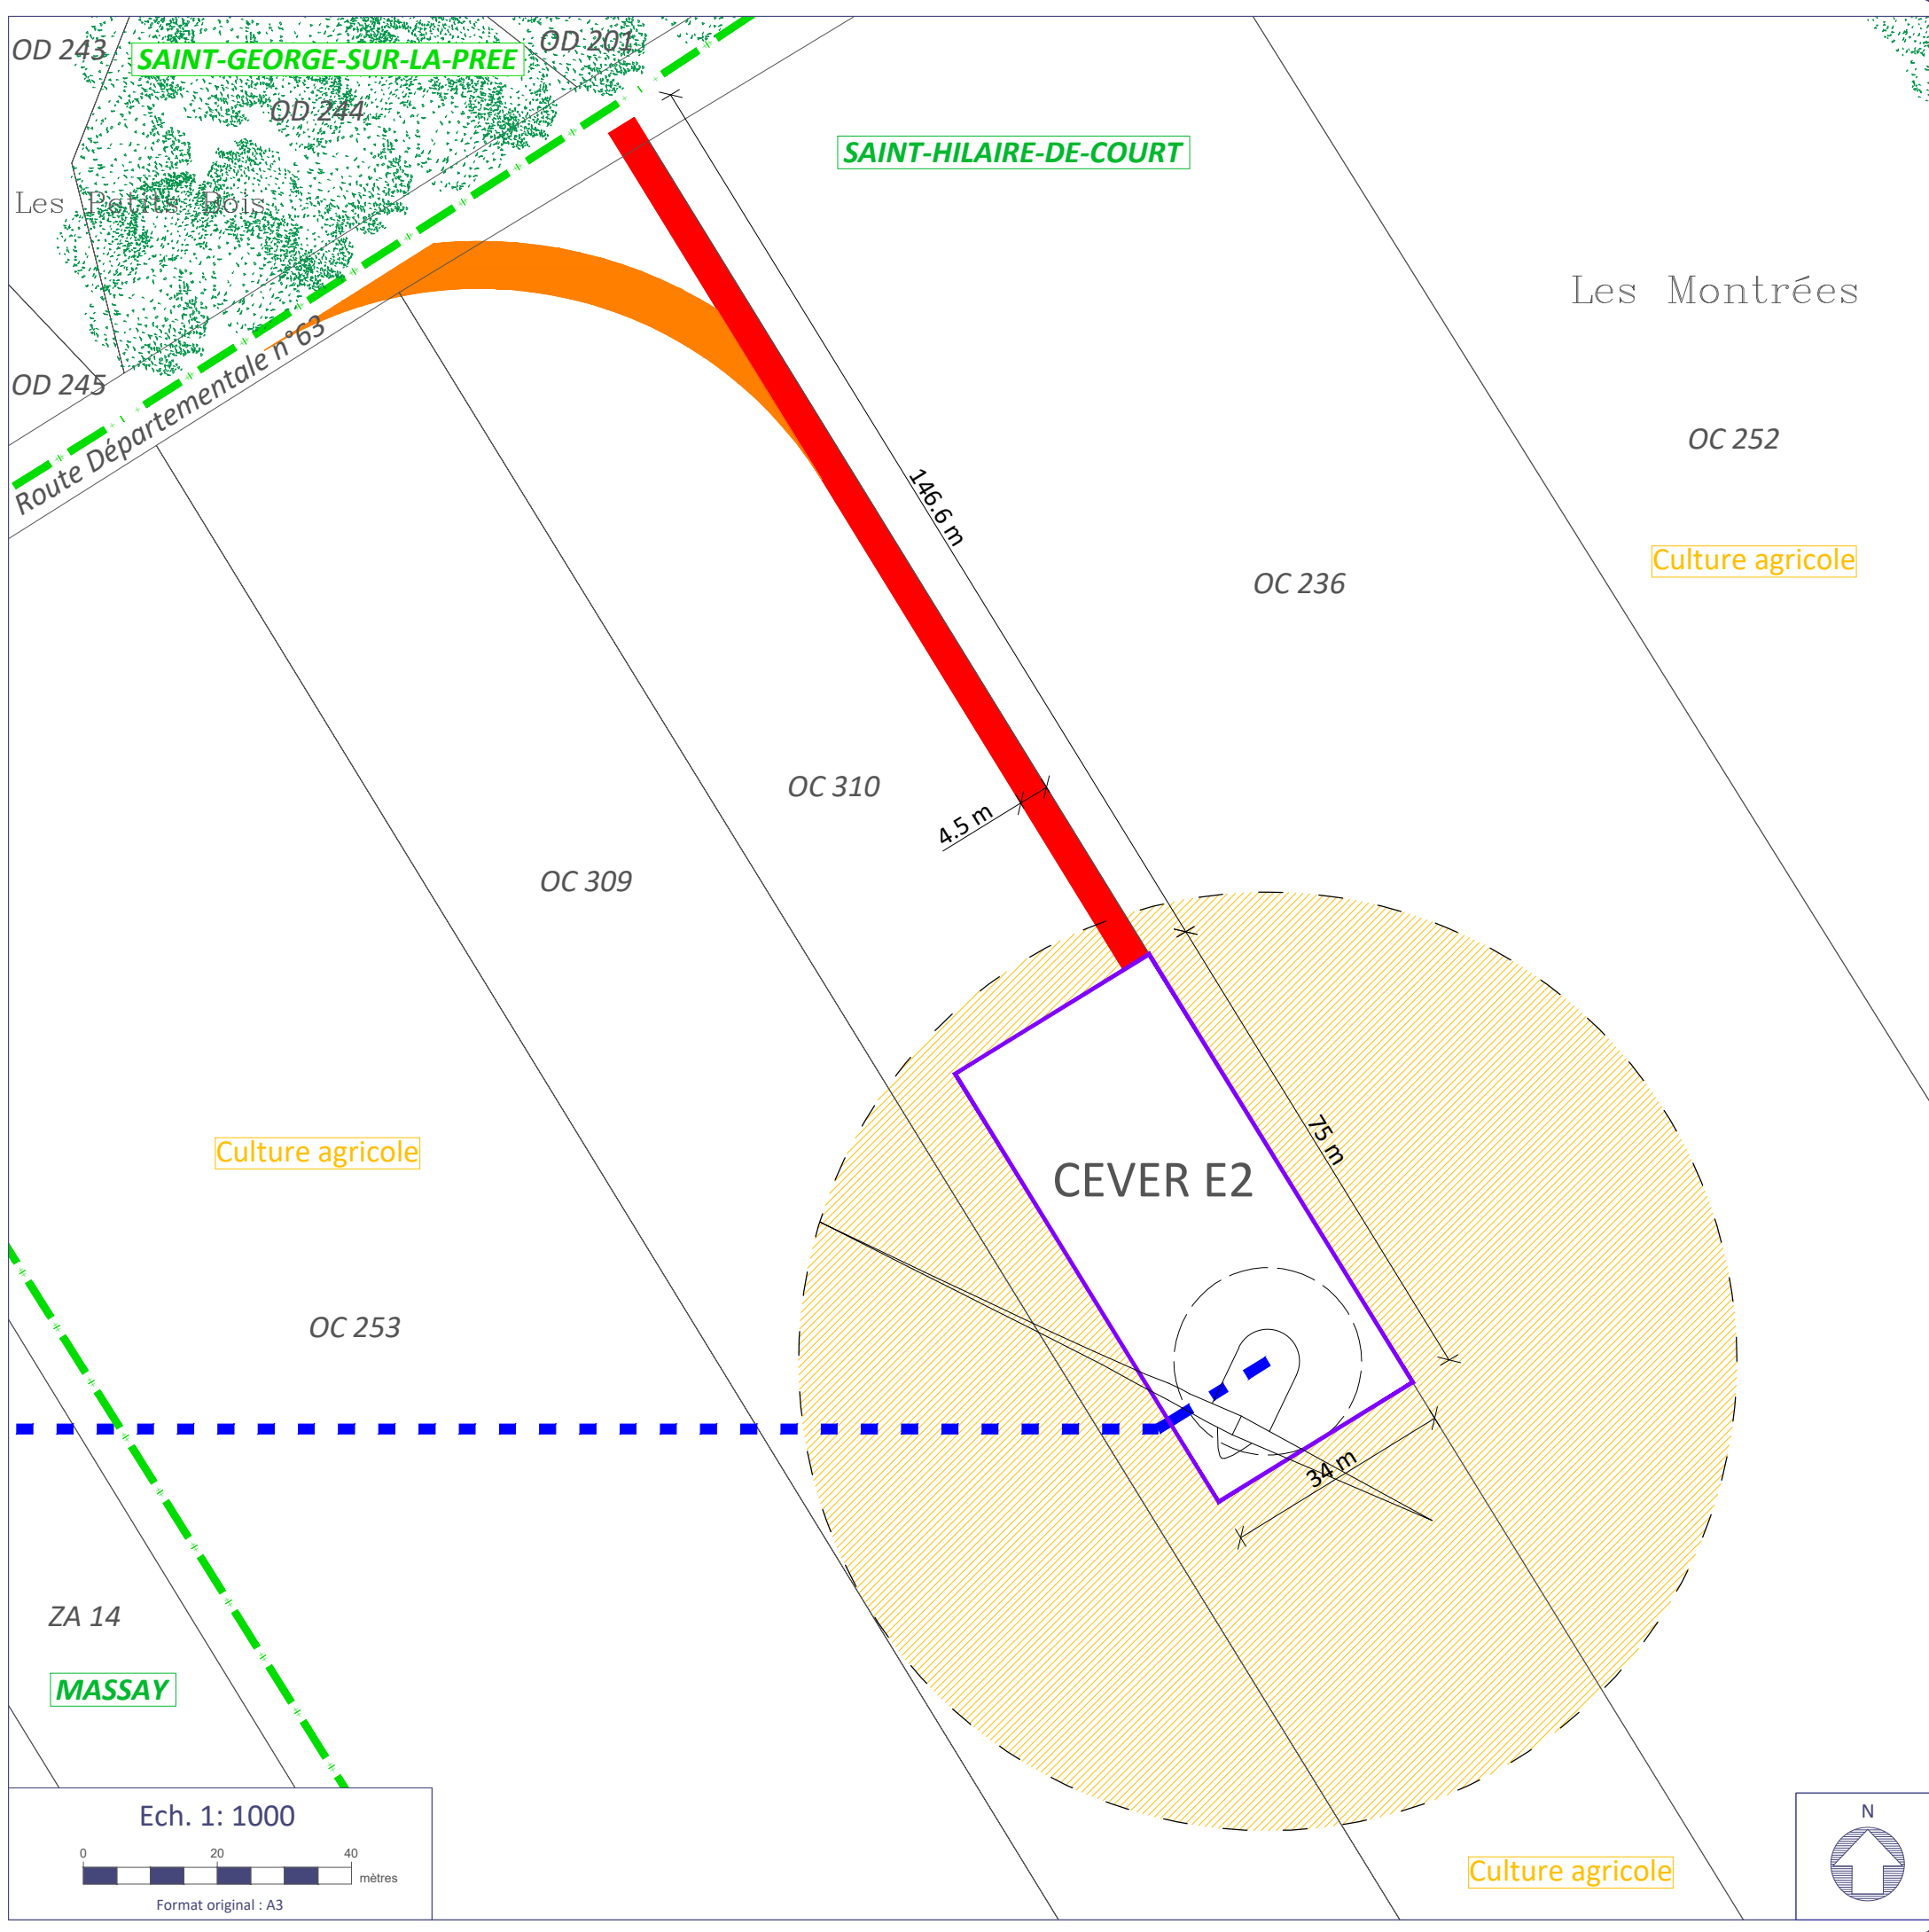 OD 243
SAINT-GEORGE-SUR-LA-PREE
OD 201
OD 244
SAINT-HILAIRE-DE-COURT
Les Petits Bois
Les Montrées
Route Départementale n°63
OD 245
OC 252
146.6 m
Culture agricole
OC 236
OC 310
4.5 m
OC 309
75 m
Culture agricole
CEVER E2
OC 253
34 m
ZA 14
MASSAY
Ech. 1: 1000
0 20 40
mètres
Format original : A3
Culture agricole
N